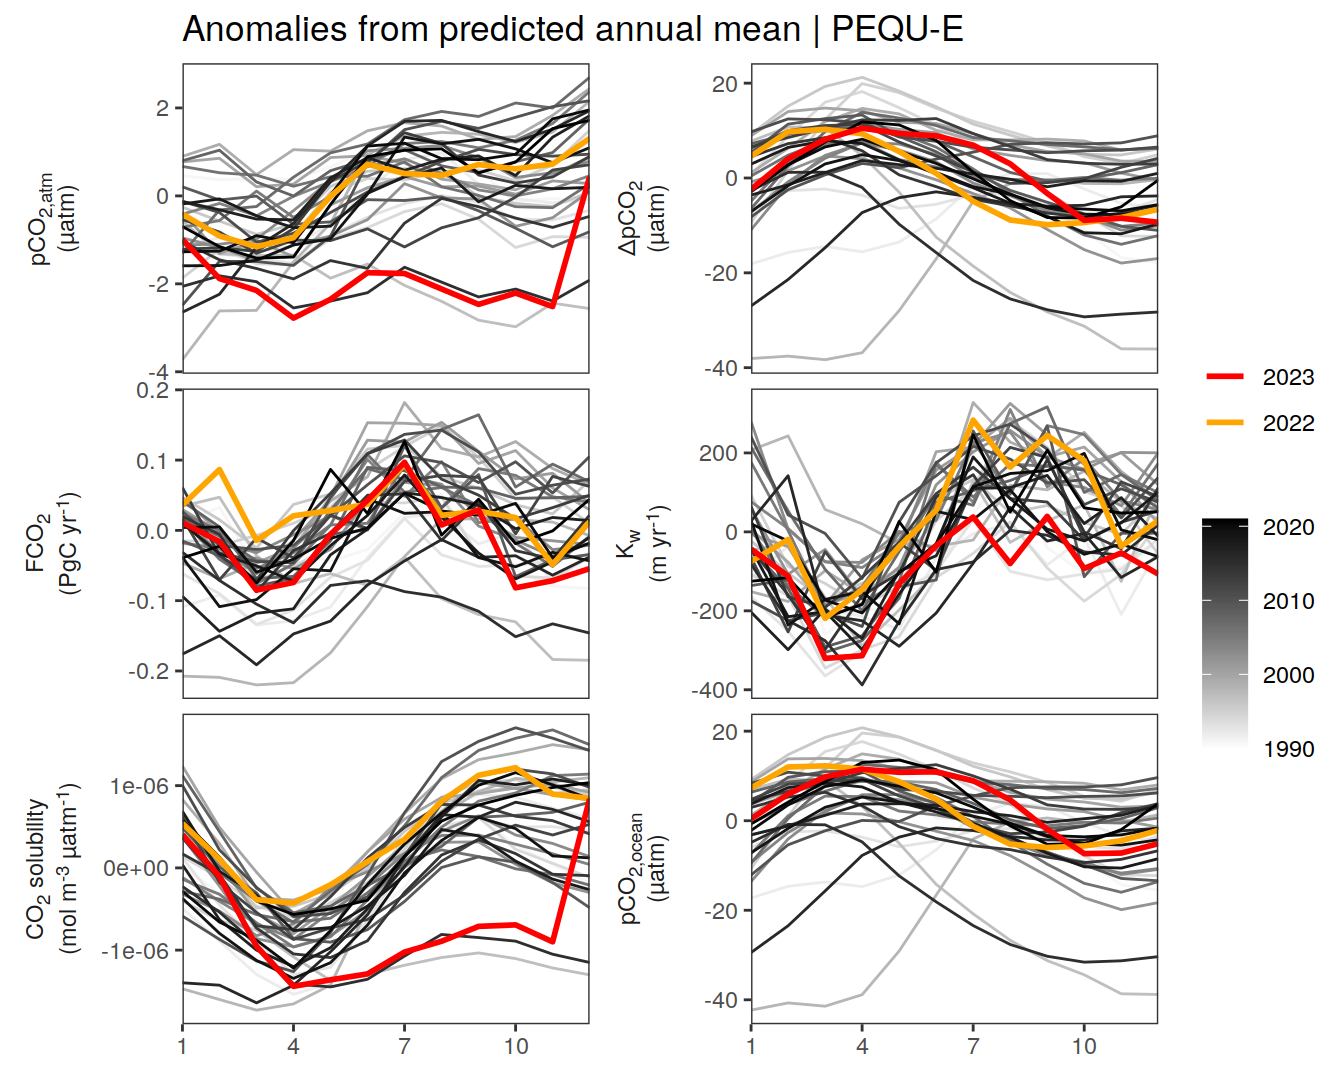 Anomalies from predicted annual mean | PEQU-E
pCO2,atm
(µatm)
2
0
-2
-4
ΔpCO2
(µatm)
20
0
-20
-40
FCO2
(PgC yr-1)
0.2
0.1
0.0
-0.1
-0.2
Kw
(m yr-1)
200
0
-200
-400
CO2 solubility
(mol m-3 µatm-1)
1e-06
0e+00
-1e-06
1
4
7
10
pCO2,ocean
(µatm)
20
0
-20
-40
1
4
7
10
2023
2022
2020
2010
2000
1990